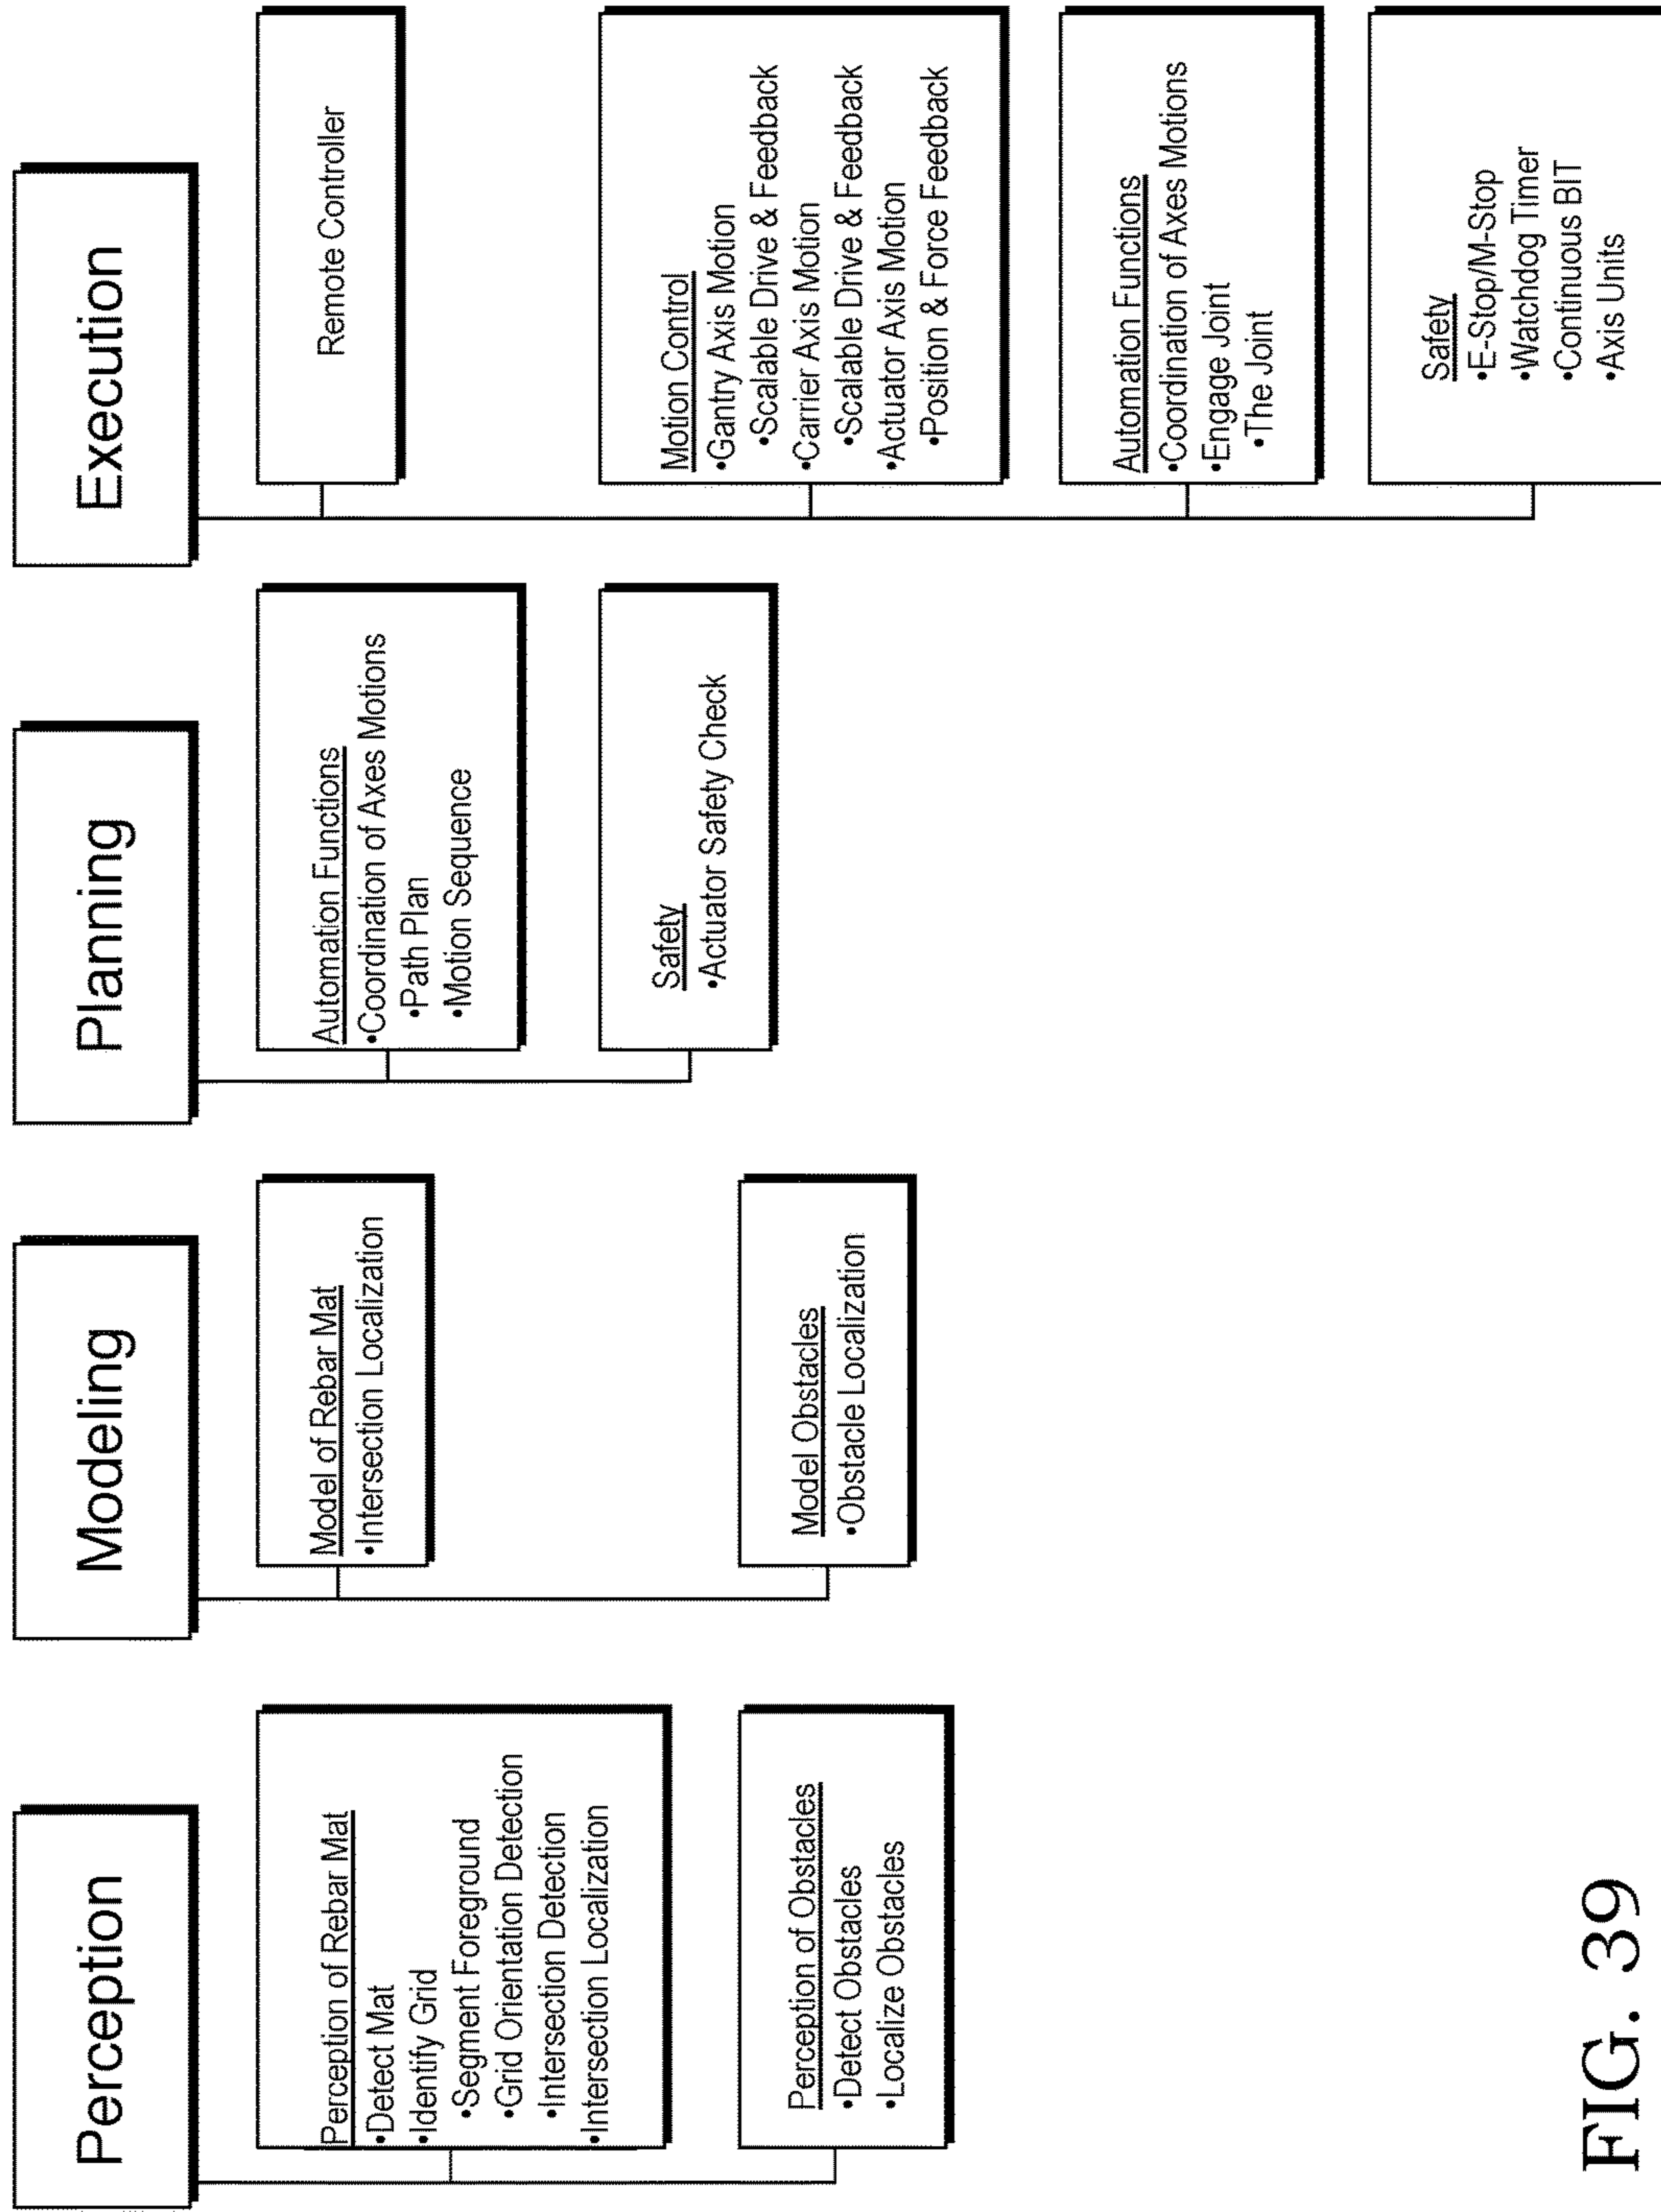 Perception
Perception of Rebar Mat
•Detect Mat
•Identify Grid
•Segment Foreground
•Grid Orientation Detection
•Intersection Detection
•Intersection Localization
Perception of Obstacles
•Detect Obstacles
•Localize Obstacles
Modeling
Model of Rebar Mat
•Intersection Localization
Model Obstacles
•Obstacle Localization
Planning
Automation Functions
•Coordination of Axes Motions
•Path Plan
•Motion Sequence
Safety
•Actuator Safety Check
Execution
Remote Controller
Motion Control
•Gantry Axis Motion
•Scalable Drive & Feedback
•Carrier Axis Motion
•Scalable Drive & Feedback
•Actuator Axis Motion
•Position & Force Feedback
Automation Functions
•Coordination of Axes Motions
•Engage Joint
•The Joint
Safety
•E-Stop/M-Stop
•Watchdog Timer
•Continuous BIT
•Axis Units
FIG. 39